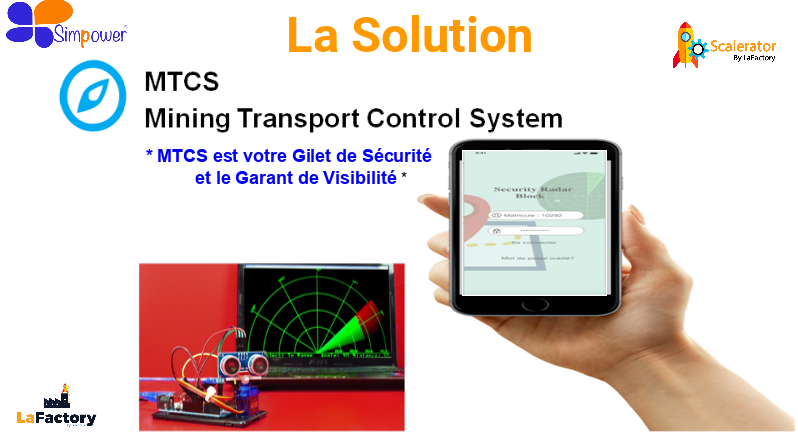 Simpower
La Solution
Scalerator
By LaFactory
MTCS
Mining Transport Control System
* MTCS est votre Gilet de Sécurité
et le Garant de Visibilité *
Security Radar
Block
Matricule : 10292
Se connecter
Mot de passe oublié?
LaFactory